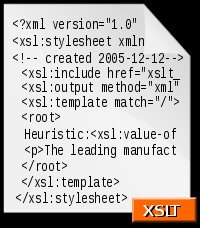 <?xml version="1.0"
<xsl:stylesheet xmln
<!-- created 2005-12-12-->
<xsl:include href="xslt_
<xsl:output method="xml"
<xsl:template match="/">
<root>
Heuristic:<xsl:value-of
<p>The leading manufact
</root>
</xsl:template>
</xsl:stylesheet>
XSLT